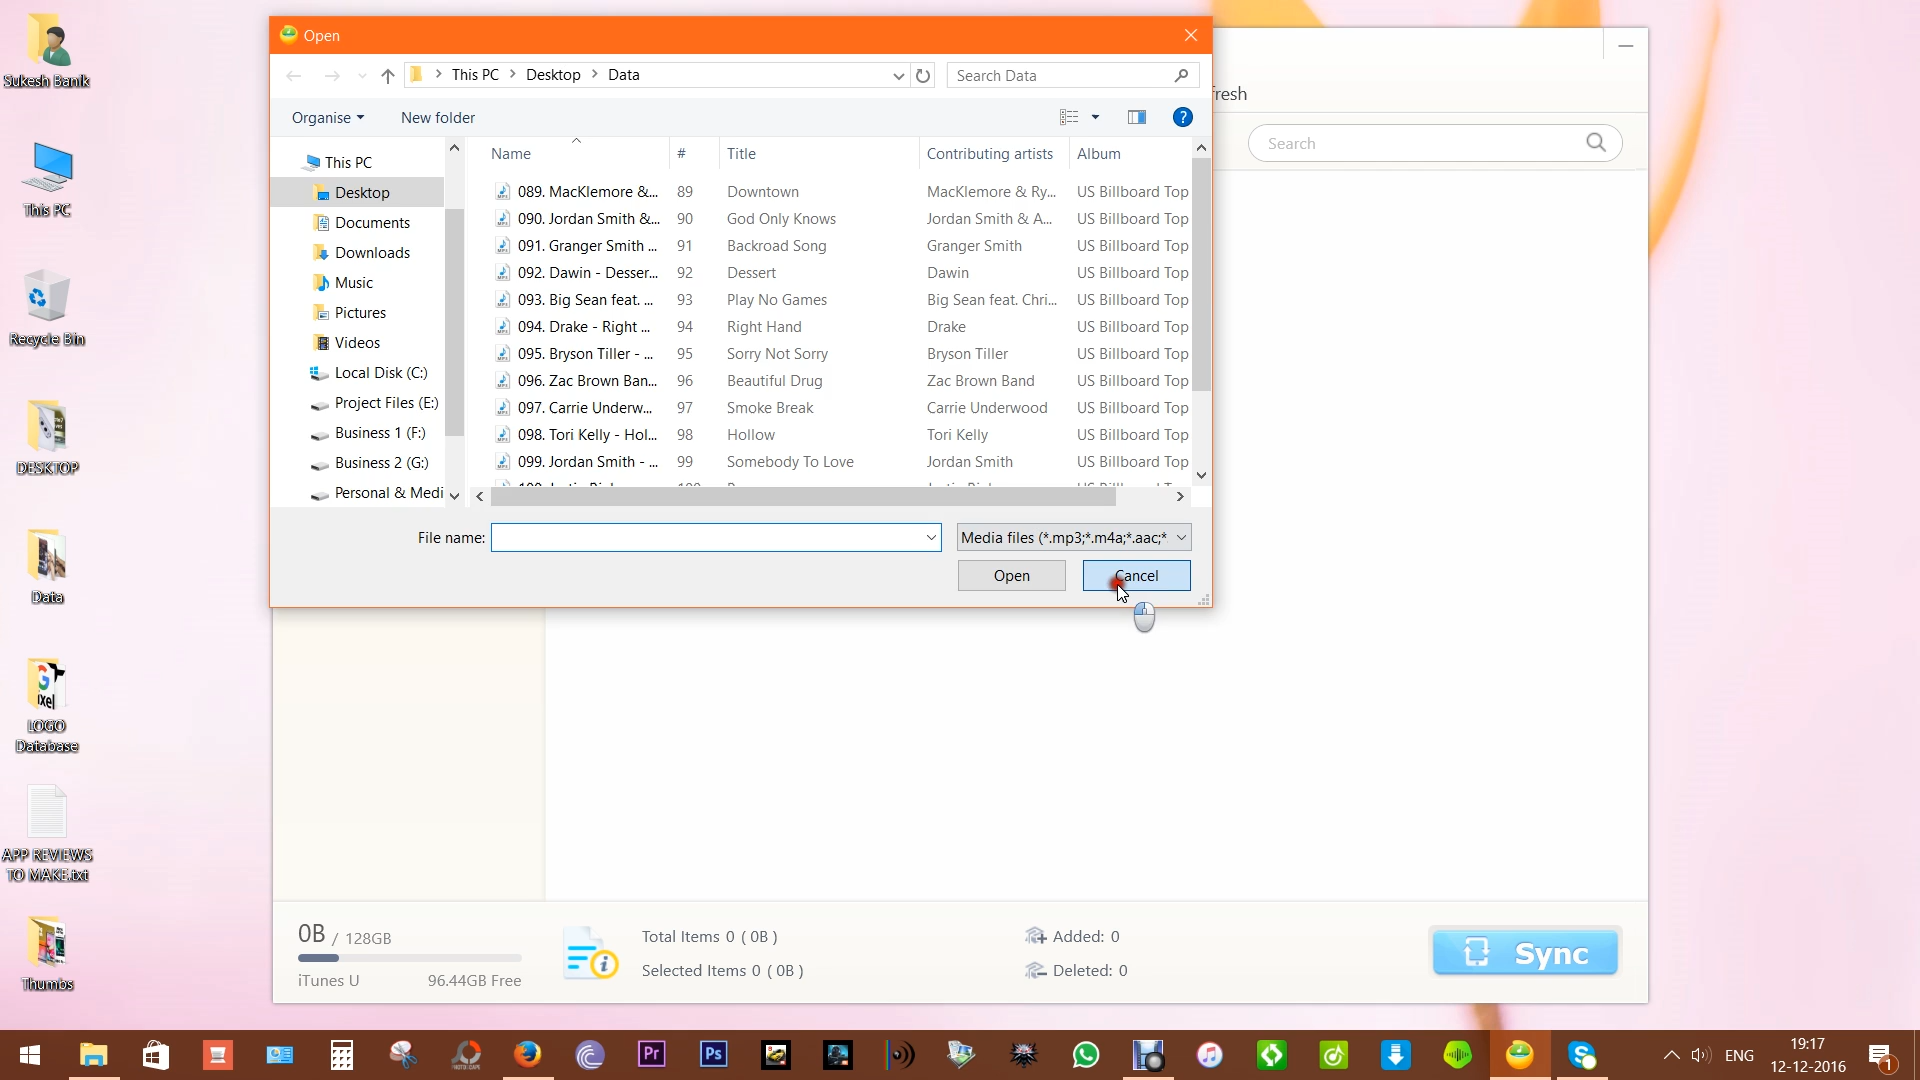 Sukesh Banik
This PC
Recycle Bin
DESKTOP
Data
LOGO
Database
APP REVIEWS
TO MAKE.txt
Thumbs
Open
This PC > Desktop > Data
Search Data
Organise
New folder
This PC
Desktop
Documents
Downloads
Music
Pictures
Videos
Local Disk (C:)
Project Files (E:)
Business 1 (F:)
Business 2 (G:)
Personal & Medi
Name # Title Contributing artists Album
089. MacKlemore &... 89 Downtown MacKlemore & Ry... US Billboard Top
090. Jordan Smith &... 90 God Only Knows Jordan Smith & A... US Billboard Top
091. Granger Smith ... 91 Backroad Song Granger Smith US Billboard Top
092. Dawin - Desser... 92 Dessert Dawin US Billboard Top
093. Big Sean feat. ... 93 Play No Games Big Sean feat. Chri... US Billboard Top
094. Drake - Right ... 94 Right Hand Drake US Billboard Top
095. Bryson Tiller - ... 95 Sorry Not Sorry Bryson Tiller US Billboard Top
096. Zac Brown Ban... 96 Beautiful Drug Zac Brown Band US Billboard Top
097. Carrie Underw... 97 Smoke Break Carrie Underwood US Billboard Top
098. Tori Kelly - Hol... 98 Hollow Tori Kelly US Billboard Top
099. Jordan Smith - ... 99 Somebody To Love Jordan Smith US Billboard Top
File name:
Media files (*.mp3;*.m4a;*.aac;*
Open
Cancel
fresh
Search
0B / 128GB
iTunes U 96.44GB Free
Total Items 0 ( 0B )
Selected Items 0 ( 0B )
Added: 0
Deleted: 0
Sync
Pr
Ps
ENG
19:17
12-12-2016
1